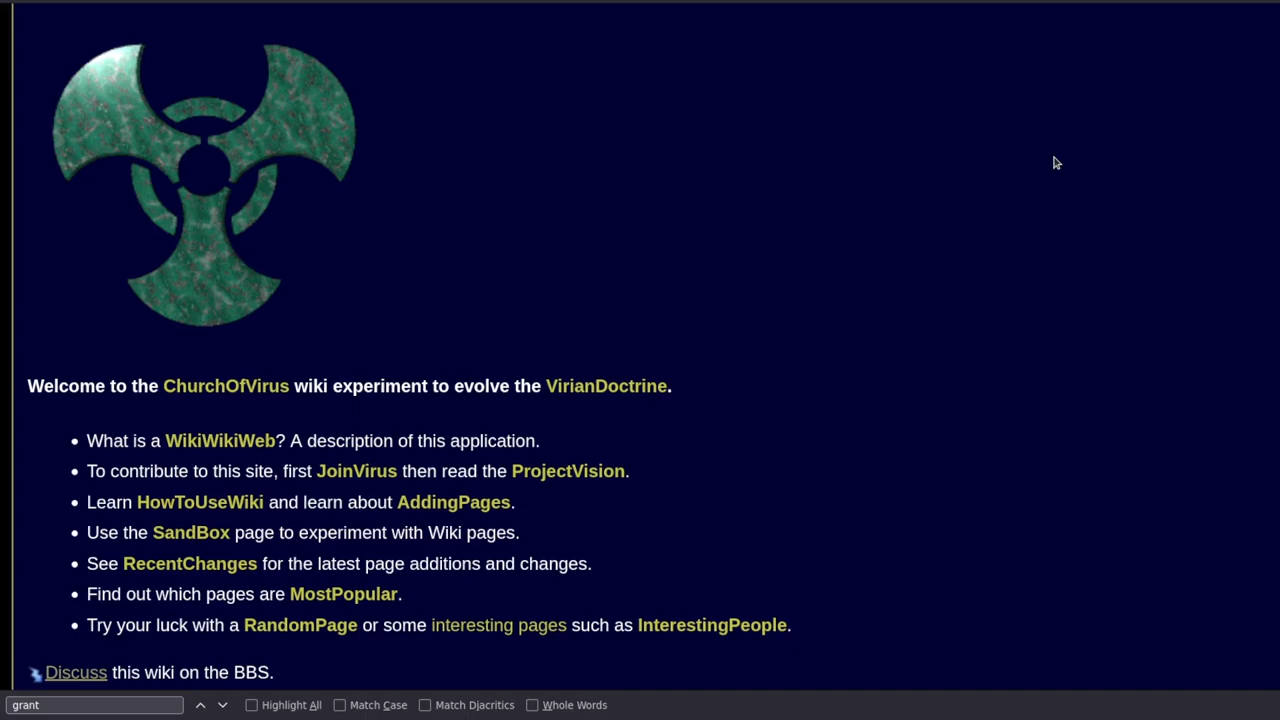 Welcome to the ChurchOfVirus wiki experiment to evolve the VirianDoctrine.
What is a WikiWikiWeb? A description of this application.
To contribute to this site, first JoinVirus then read the ProjectVision.
Learn HowToUseWiki and learn about AddingPages.
Use the SandBox page to experiment with Wiki pages.
See RecentChanges for the latest page additions and changes.
Find out which pages are MostPopular.
Try your luck with a RandomPage or some interesting pages such as InterestingPeople.
Discuss this wiki on the BBS.
grant Highlight All Match Case Match Diacritics Whole Words